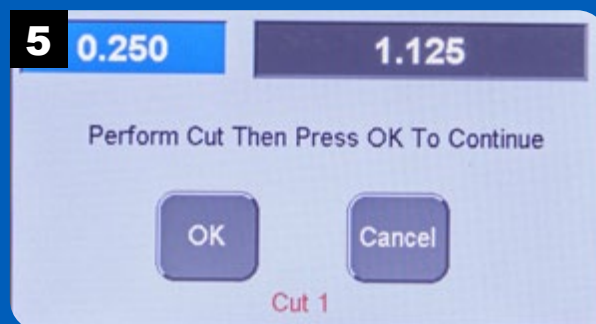 5
0.250 1.125
Perform Cut Then Press OK To Continue
OK Cancel
Cut 1